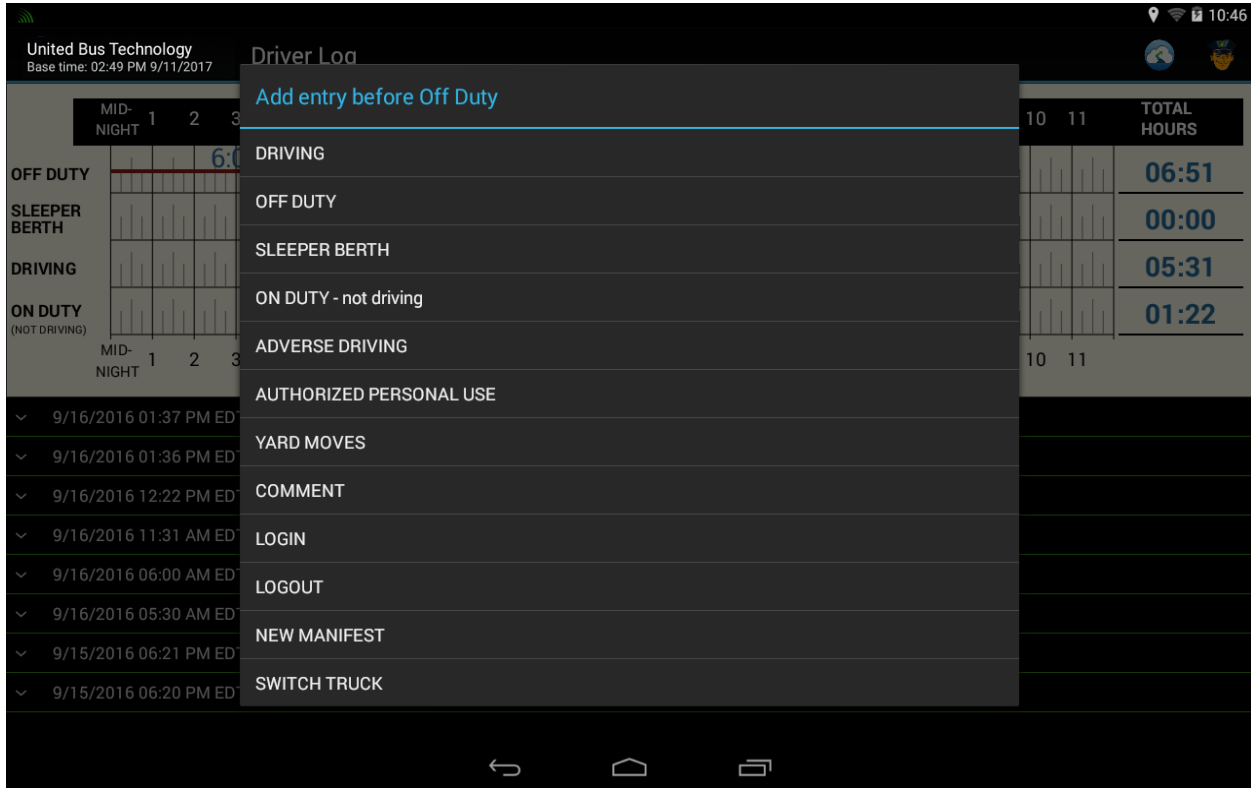 10:46
United Bus Technology
Base time: 02:49 PM 9/11/2017
Driver Log
Add entry before Off Duty
MID-NIGHT 1 2 3 10 11 TOTAL HOURS
DRIVING
OFF DUTY
SLEEPER BERTH
ON DUTY - not driving
ADVERSE DRIVING
AUTHORIZED PERSONAL USE
YARD MOVES
COMMENT
LOGIN
LOGOUT
NEW MANIFEST
SWITCH TRUCK
OFF DUTY 06:51
SLEEPER BERTH 00:00
DRIVING 05:31
ON DUTY 01:22
(NOT DRIVING)
MID-NIGHT 1 2 3 10 11
9/16/2016 01:37 PM
9/16/2016 01:36 PM
9/16/2016 12:22 PM
9/16/2016 11:31 AM
9/16/2016 06:00 AM
9/16/2016 05:30 AM
9/15/2016 06:21 PM
9/15/2016 06:20 PM